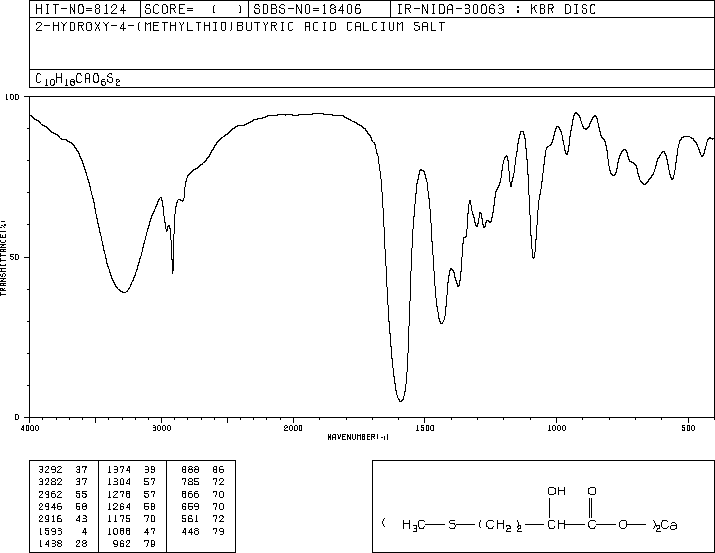 HIT-NO=8124 SCORE= ( ) SDBS-NO=18406 IR-NIDA-30063 : KBR DISC
2-HYDROXY-4-(METHYLTHIO)BUTYRIC ACID CALCIUM SALT
C10H18CAO6S2
100
50
0
TRANSMITTANCE(%)
4000 3000 2000 1500 1000 500
WAVENUMBER(-1)
3292 37 1374 39 888 86
3282 37 1304 57 785 72
2962 55 1278 57 666 70
2946 60 1264 58 659 70
2916 43 1175 70 561 72
1593 4 1088 47 448 79
1438 28 962 79
OH O
( H3C S (CH2)2 CH C O )2Ca